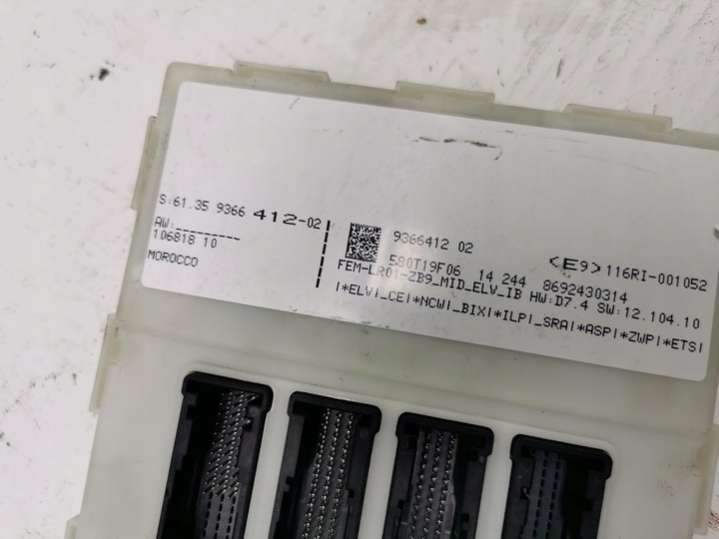 S:61.35 9366 412-02
AW:_________
106818 10
MOROCCO
9366412 02
580T19F06 14 244 8692430314
<E9>116RI-001052
FEM-LR01-ZB9_MID_ELV_IB HW:D7.4 SW:12.104.10
|*ELV|_CE|*NCW|_BIX|*ILP|_SRA|*ASP|*ZWP|*ETS|